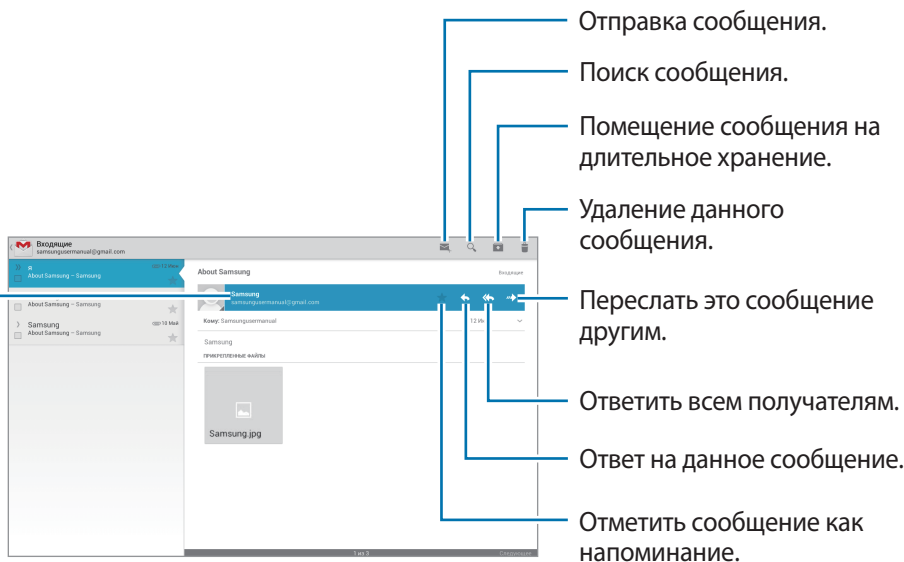 Отправка сообщения.
Поиск сообщения.
Помещение сообщения на
длительное хранение.
Удаление данного
сообщения.
Переслать это сообщение
другим.
Ответить всем получателям.
Ответ на данное сообщение.
Отметить сообщение как
напоминание.
Входящие
samsungusermanual@gmail.com
Я
About Samsung – Samsung
About Samsung – Samsung
Samsung
10 Май
About Samsung – Samsung
About Samsung
Входящие
Samsung
samsungusermanual@gmail.com
Кому: Samsungusermanual
Samsung
ПРИКРЕПЛЕННЫЕ ФАЙЛЫ
Samsung.jpg
1 из 3
Следующее